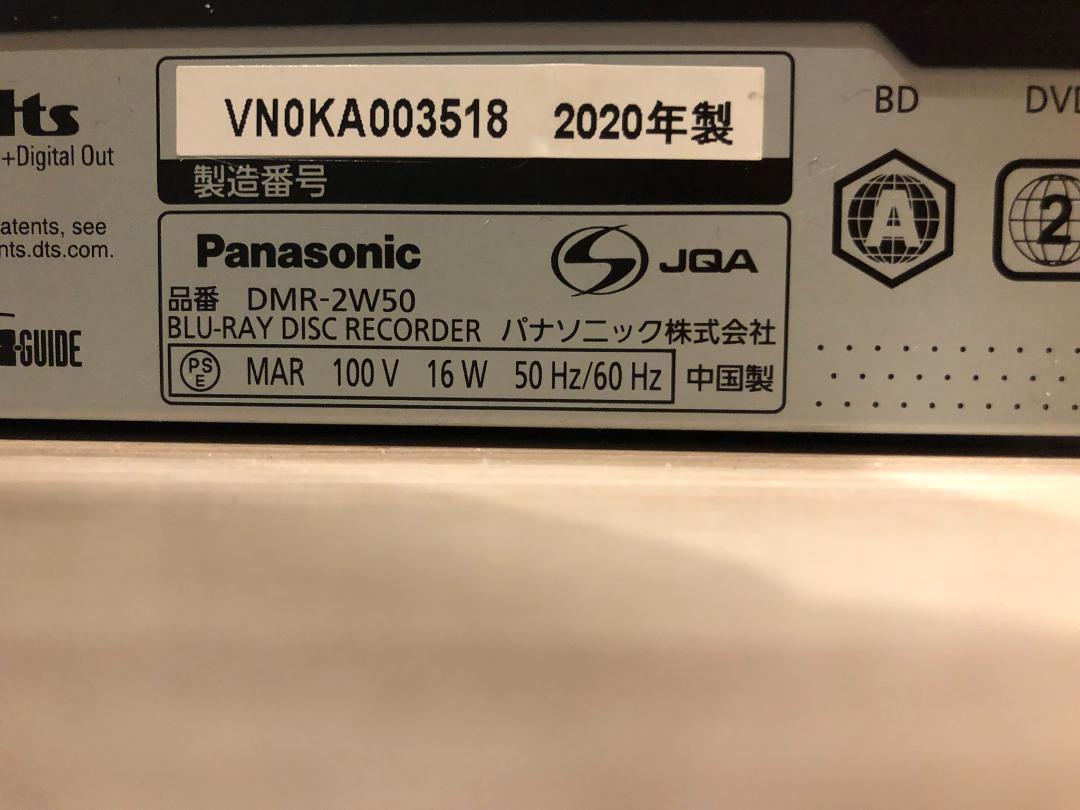 dts
+Digital Out
atents, see
nts.dts.com.
-GUIDE
VN0KA003518 2020年製
製造番号
Panasonic
JQA
品番 DMR-2W50
BLU-RAY DISC RECORDER パナソニック株式会社
PS
E
MAR 100 V 16 W 50 Hz/60 Hz 中国製
BD
A
DVD
2